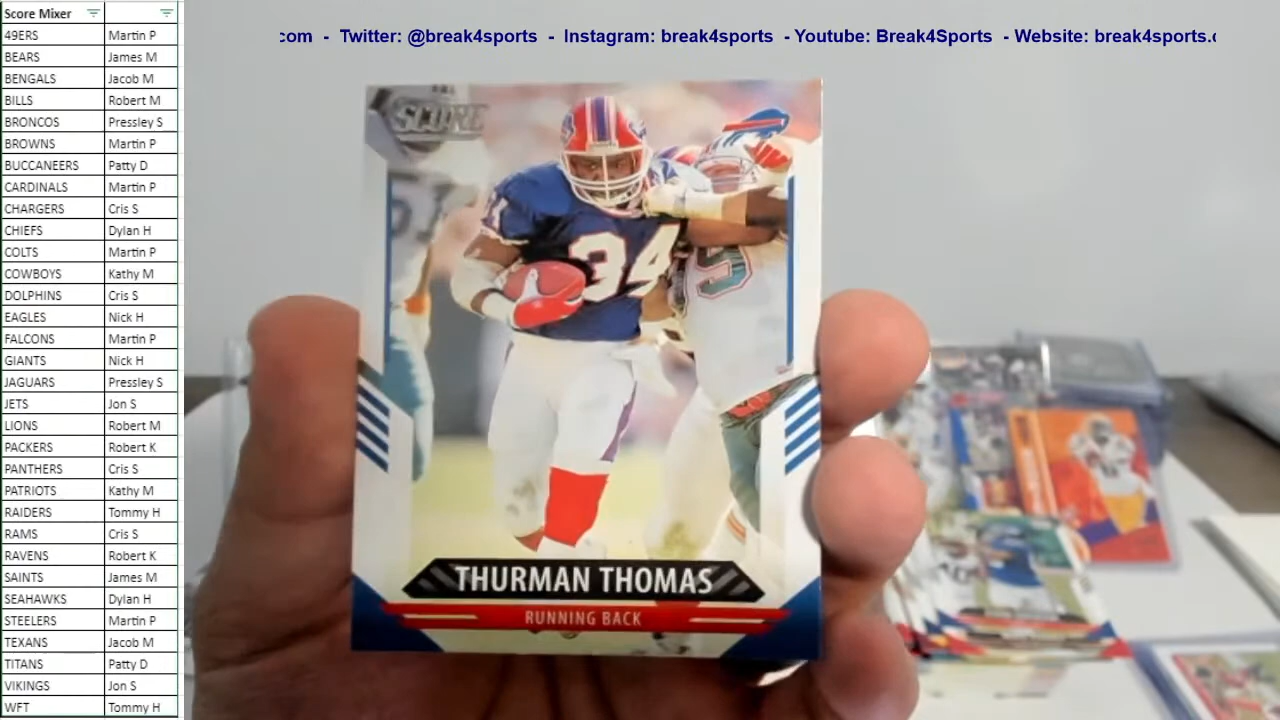 Score Mixer
49ERS Martin P
BEARS James M
BENGALS Jacob M
BILLS Robert M
BRONCOS Pressley S
BROWNS Martin P
BUCCANEERS Patty D
CARDINALS Martin P
CHARGERS Cris S
CHIEFS Dylan H
COLTS Martin P
COWBOYS Kathy M
DOLPHINS Cris S
EAGLES Nick H
FALCONS Martin P
GIANTS Nick H
JAGUARS Pressley S
JETS Jon S
LIONS Robert M
PACKERS Robert K
PANTHERS Cris S
PATRIOTS Kathy M
RAIDERS Tommy H
RAMS Cris S
RAVENS Robert K
SAINTS James M
SEAHAWKS Dylan H
STEELERS Martin P
TEXANS Jacob M
TITANS Patty D
VIKINGS Jon S
WFT Tommy H
com - Twitter: @break4sports - Instagram: break4sports - Youtube: Break4Sports - Website: break4sports.c
SCORE
34
THURMAN THOMAS
RUNNING BACK